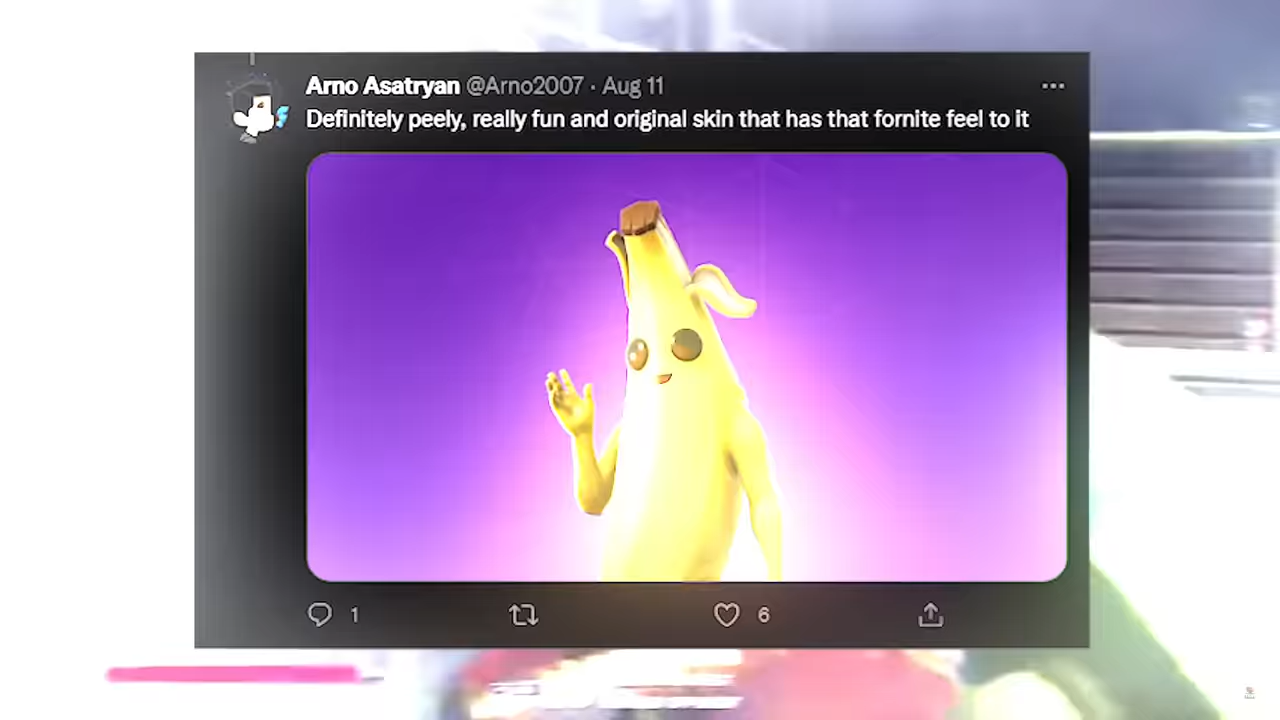 Arno Asatryan @Arno2007 · Aug 11
Definitely peely, really fun and original skin that has that fornite feel to it
1 6